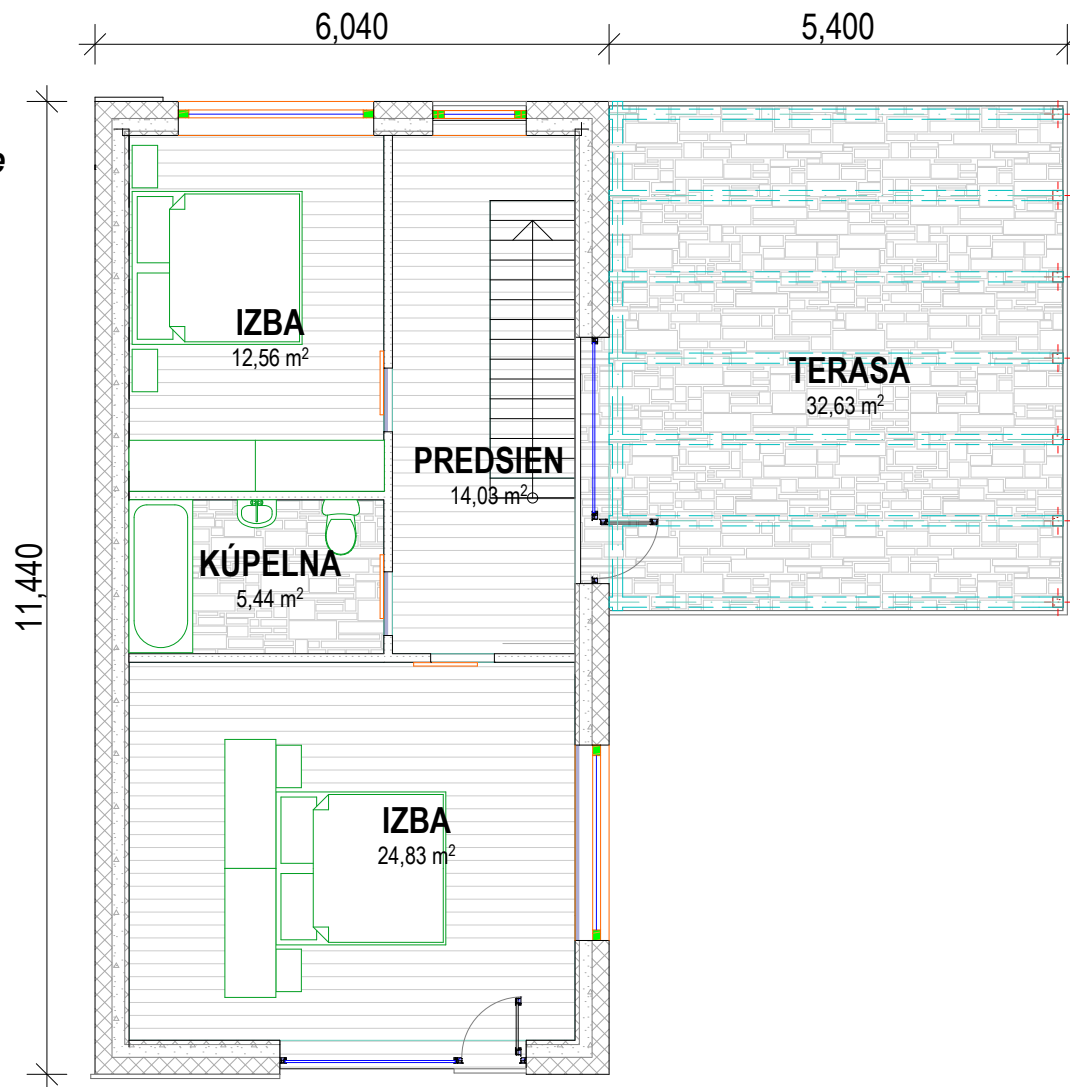 6,040
5,400
e
IZBA
12,56 m²
TERASA
32,63 m²
PREDSIEN
14,03 m²
KÚPELNA
5,44 m²
11,440
IZBA
24,83 m²